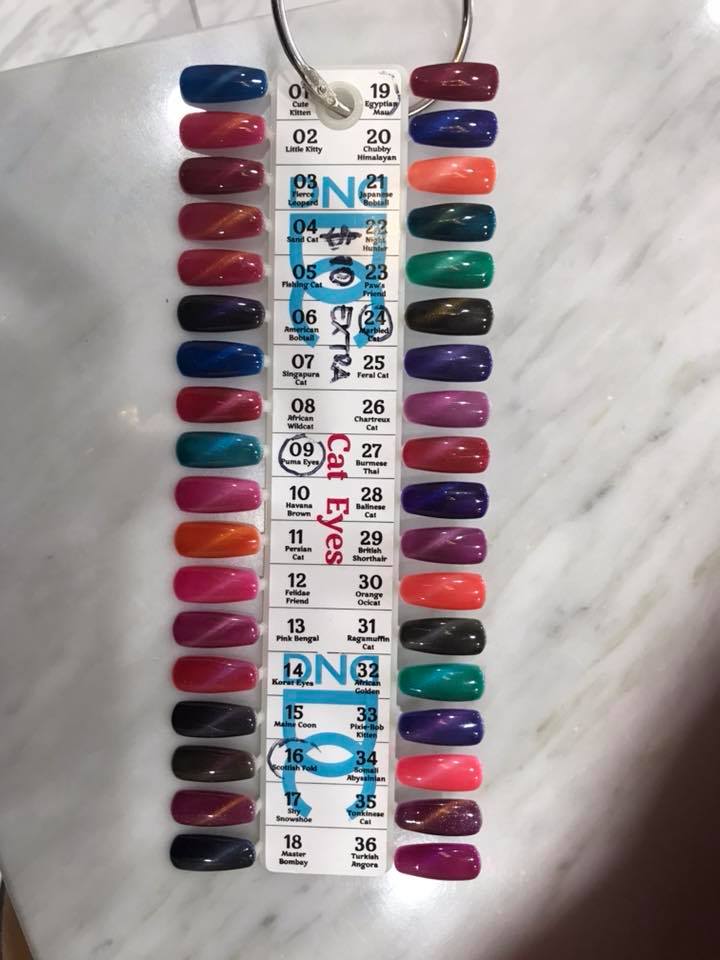 01
Cute
Kitten
02
Little Kitty
03
Fierce
Leopard
04
Sand Cat
05
Fishing Cat
06
American
Bobtail
07
Singapura
Cat
08
African
Wildcat
09
Puma Eyes
10
Havana
Brown
11
Persian
Cat
12
Felidae
Friend
13
Pink Bengal
14
Korat Eyes
15
Maine Coon
16
Scottish Fold
17
Shy
Snowshoe
18
Master
Bombay
19
Egyptian
Mau
20
Chubby
Himalayan
21
Japanese
Bobtail
22
Night
Hunter
23
Paw's
Friend
24
Marbled
Cat
25
Feral Cat
26
Chartreux
Cat
27
Burmese
Thai
28
Balinese
Cat
29
British
Shorthair
30
Orange
Ocicat
31
Ragamuffin
Cat
32
African
Golden
33
Pixie-Bob
Kitten
34
Somali
Abyssinian
35
Tonkinese
Cat
36
Turkish
Angora
DND
DC
$10 EXTRA
Cat Eyes
DND
DC